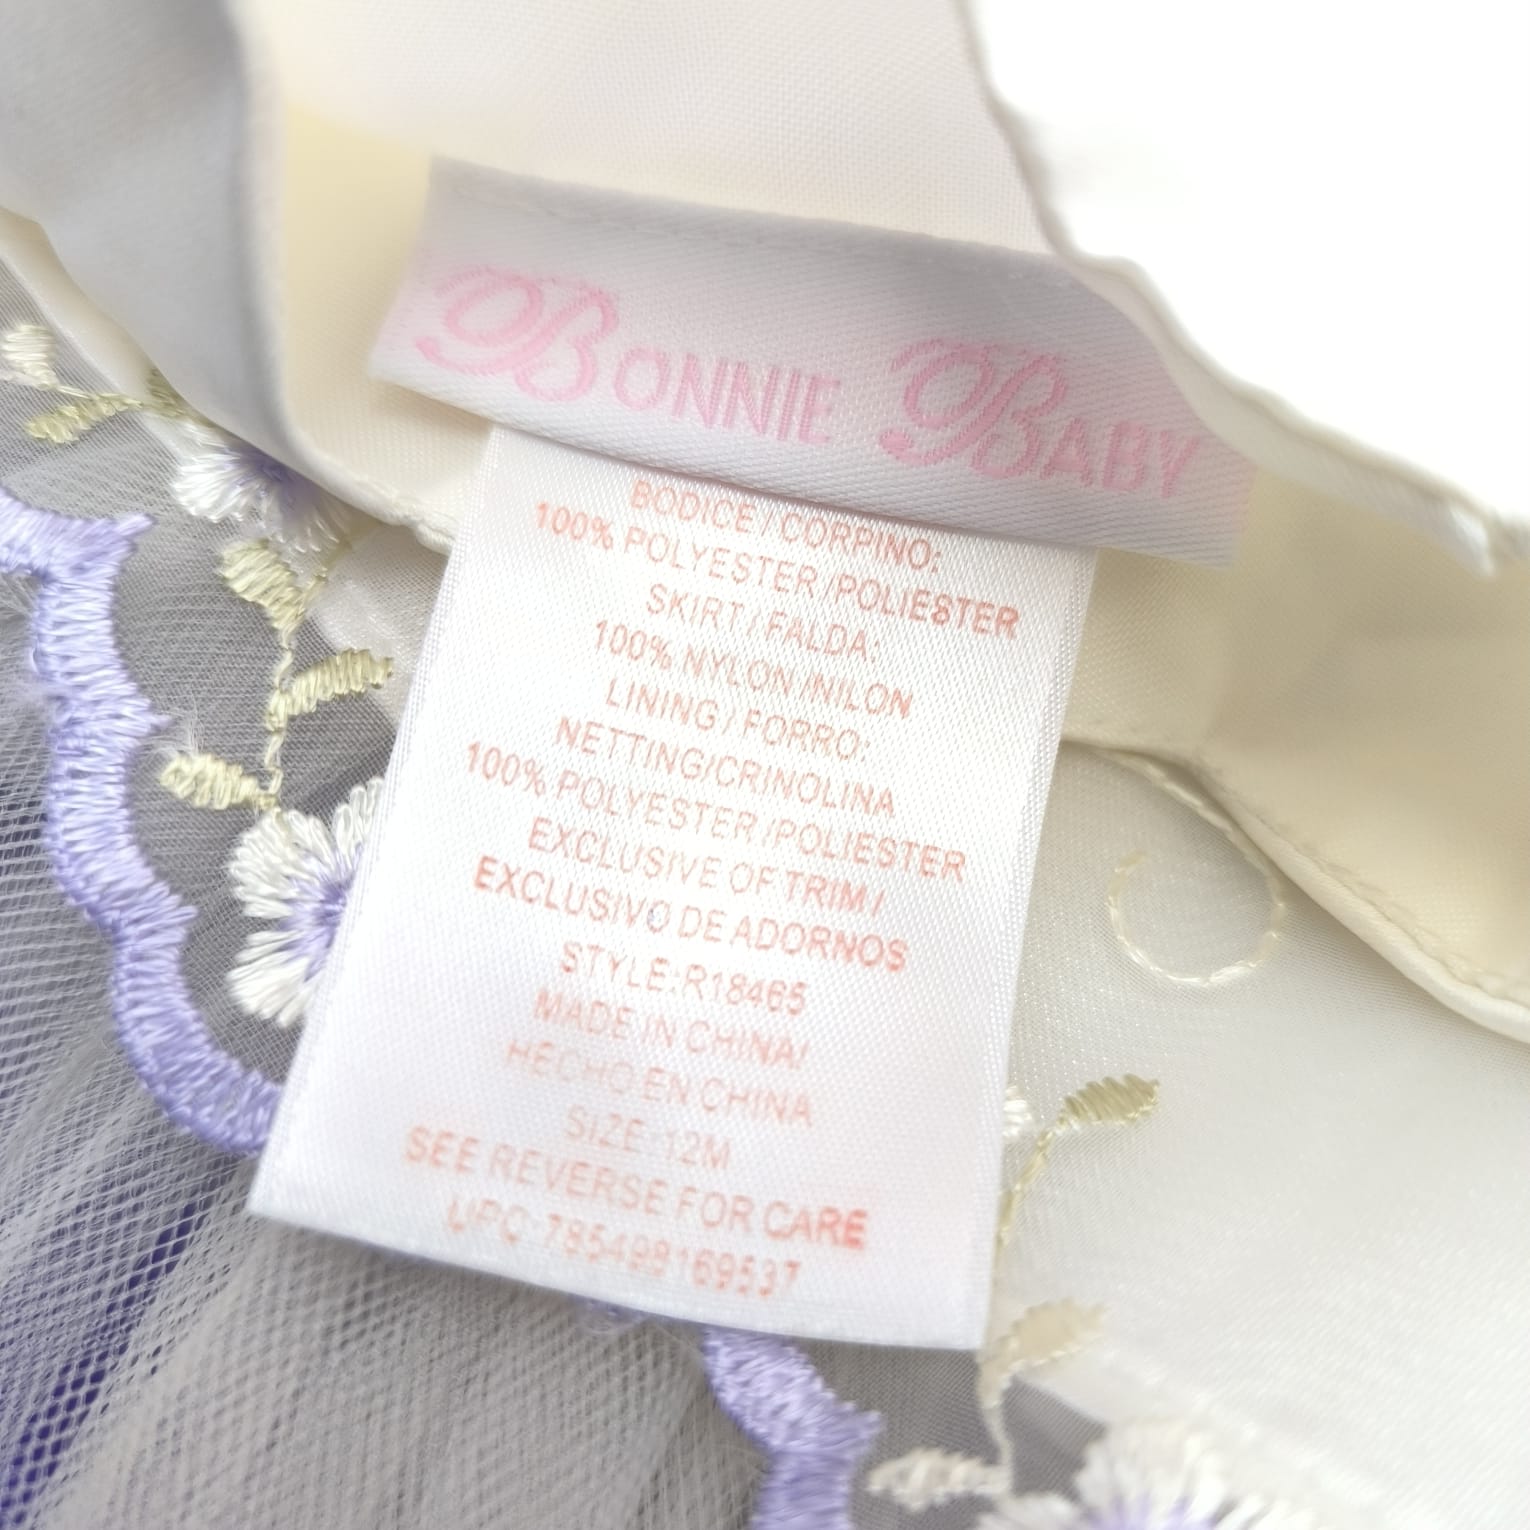 BONNIE BABY
BODICE / CORPINO:
100% POLYESTER /POLIESTER
SKIRT / FALDA:
100% NYLON /NILON
LINING / FORRO:
NETTING/CRINOLINA
100% POLYESTER /POLIESTER
EXCLUSIVE OF TRIM /
EXCLUSIVO DE ADORNOS
STYLE:R18465
MADE IN CHINA/
HECHO EN CHINA
SIZE:12M
SEE REVERSE FOR CARE
UPC:785498169537